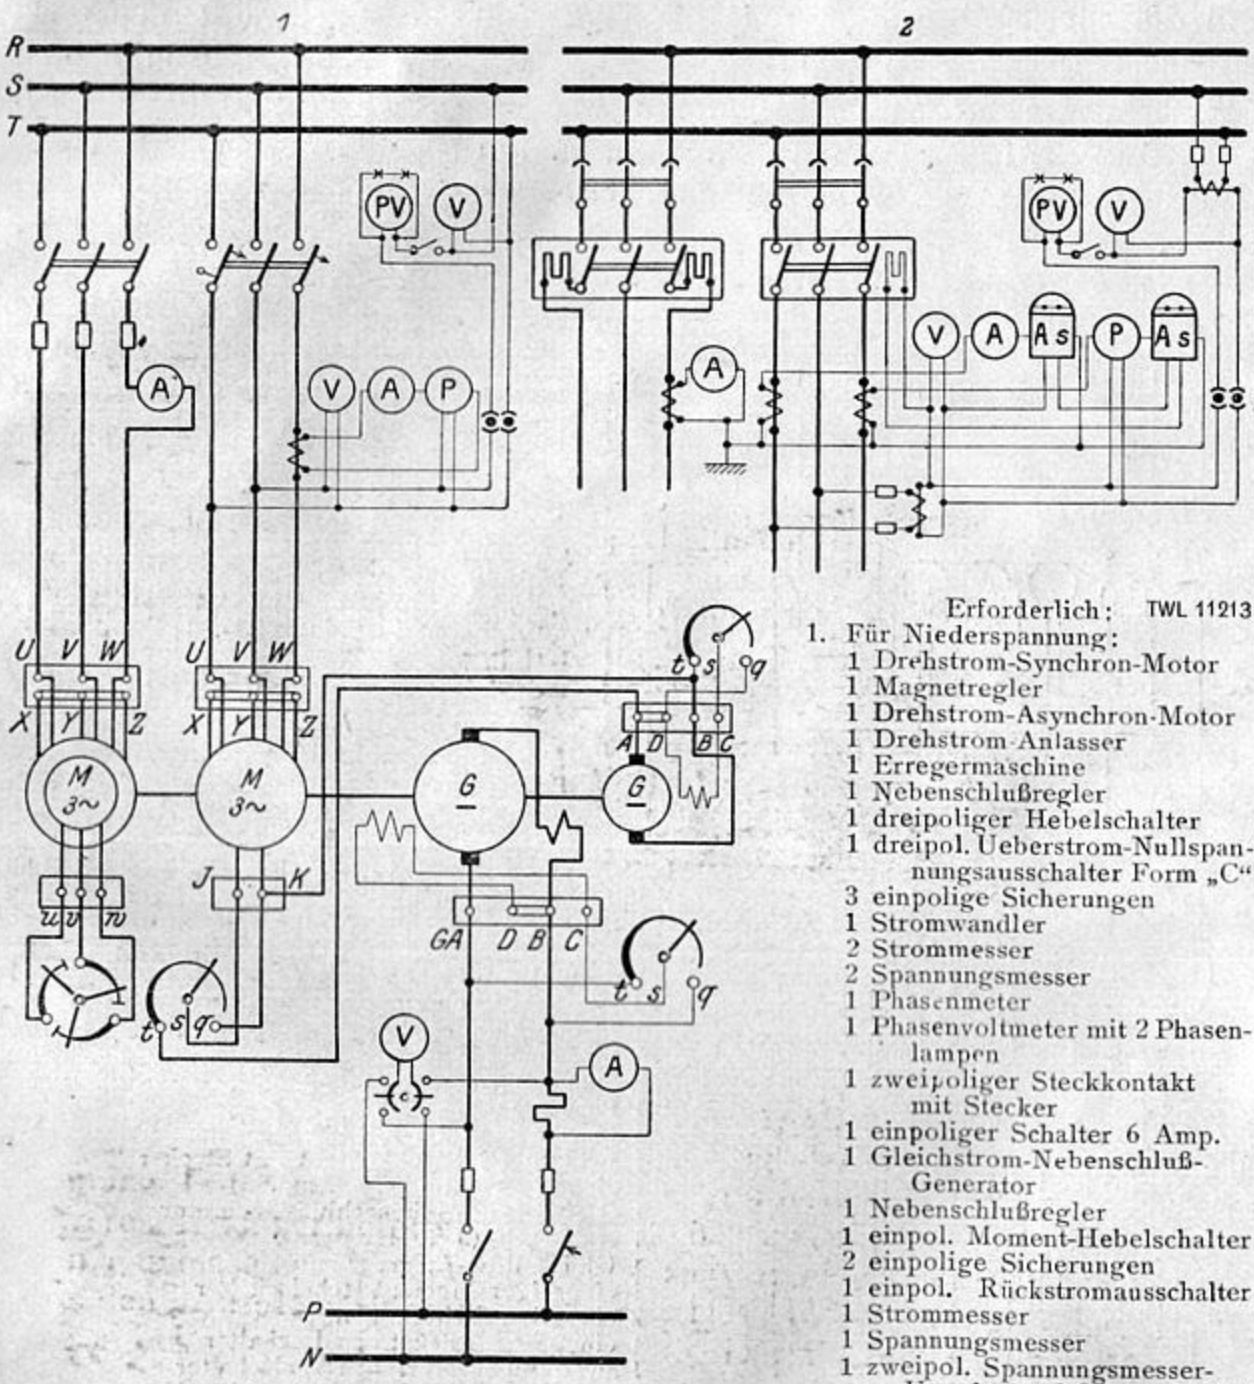 1 2
R
S
T
PV V
PV V
V A As P As
A
V A P
A
U V W U V W
X Y Z X Y Z
t s q
A D B C
M 3~ M 3~ G G
J K
u v w
GA D B C
t s q
t s q
V
A
P
N
Erforderlich: TWL 11213
1. Für Niederspannung:
1 Drehstrom-Synchron-Motor
1 Magnetregler
1 Drehstrom-Asynchron-Motor
1 Drehstrom-Anlasser
1 Erregermaschine
1 Nebenschlußregler
1 dreipoliger Hebelschalter
1 dreipol. Ueberstrom-Nullspan-
nungsausschalter Form „C“
3 einpolige Sicherungen
1 Stromwandler
2 Strommesser
2 Spannungsmesser
1 Phasenmeter
1 Phasenvoltmeter mit 2 Phasen-
lampen
1 zweipoliger Steckkontakt
mit Stecker
1 einpoliger Schalter 6 Amp.
1 Gleichstrom-Nebenschluß-
Generator
1 Nebenschlußregler
1 einpol. Moment-Hebelschalter
2 einpolige Sicherungen
1 einpol. Rückstromausschalter
1 Strommesser
1 Spannungsmesser
1 zweipol. Spannungsmesser-